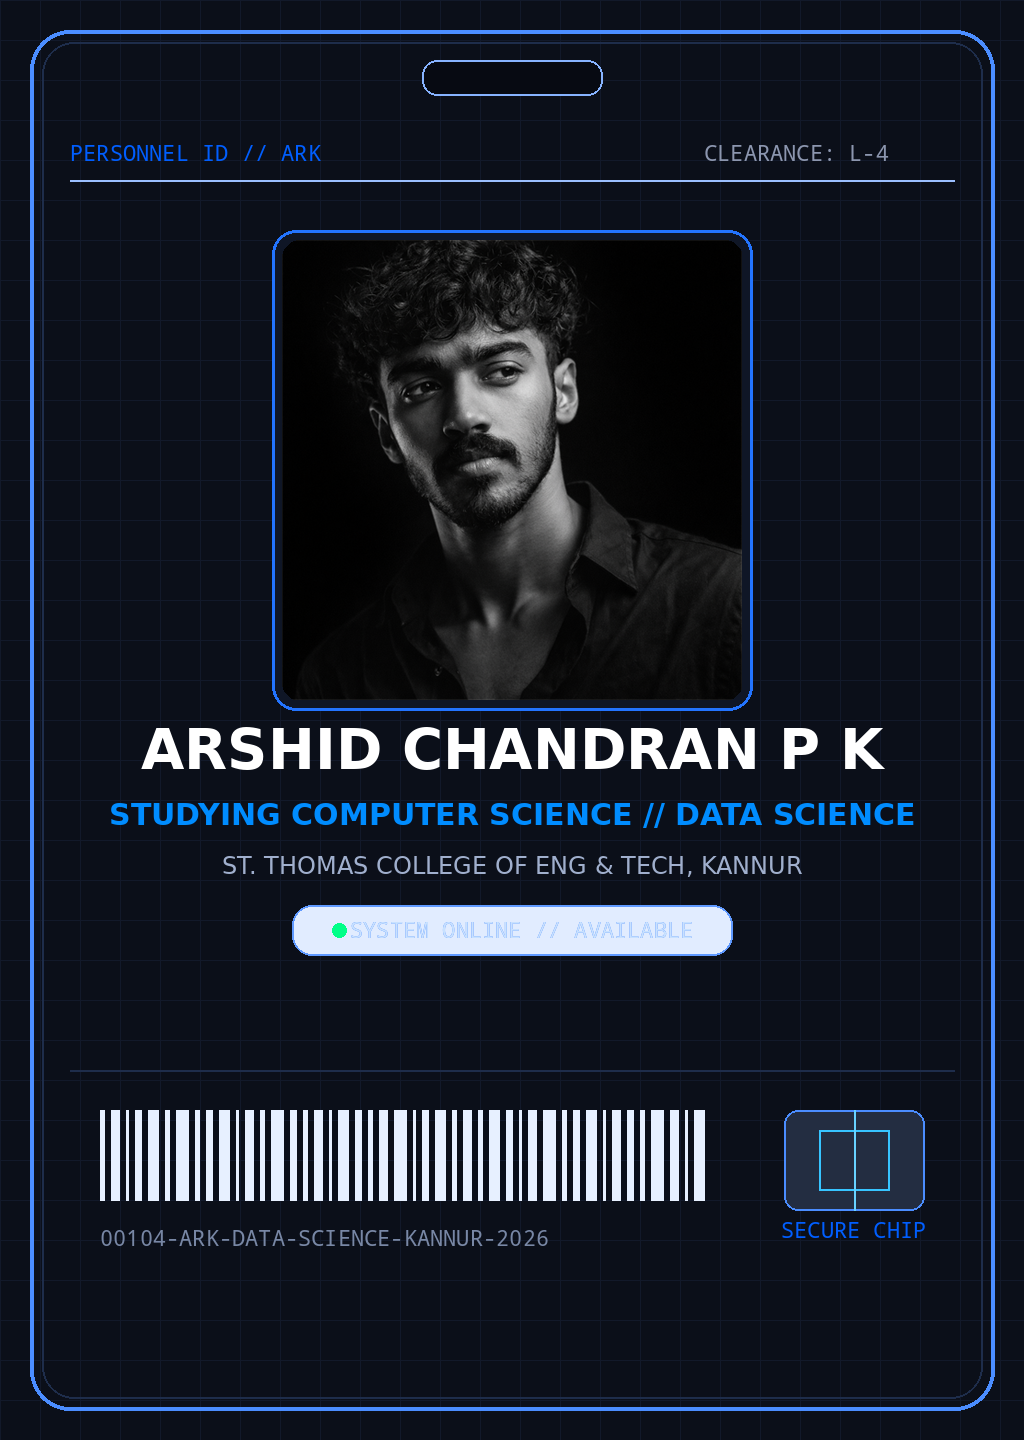 PERSONNEL ID // ARK
CLEARANCE: L-4
ARSHID CHANDRAN P K
STUDYING COMPUTER SCIENCE // DATA SCIENCE
ST. THOMAS COLLEGE OF ENG & TECH, KANNUR
SYSTEM ONLINE // AVAILABLE
00104-ARK-DATA-SCIENCE-KANNUR-2026
SECURE CHIP